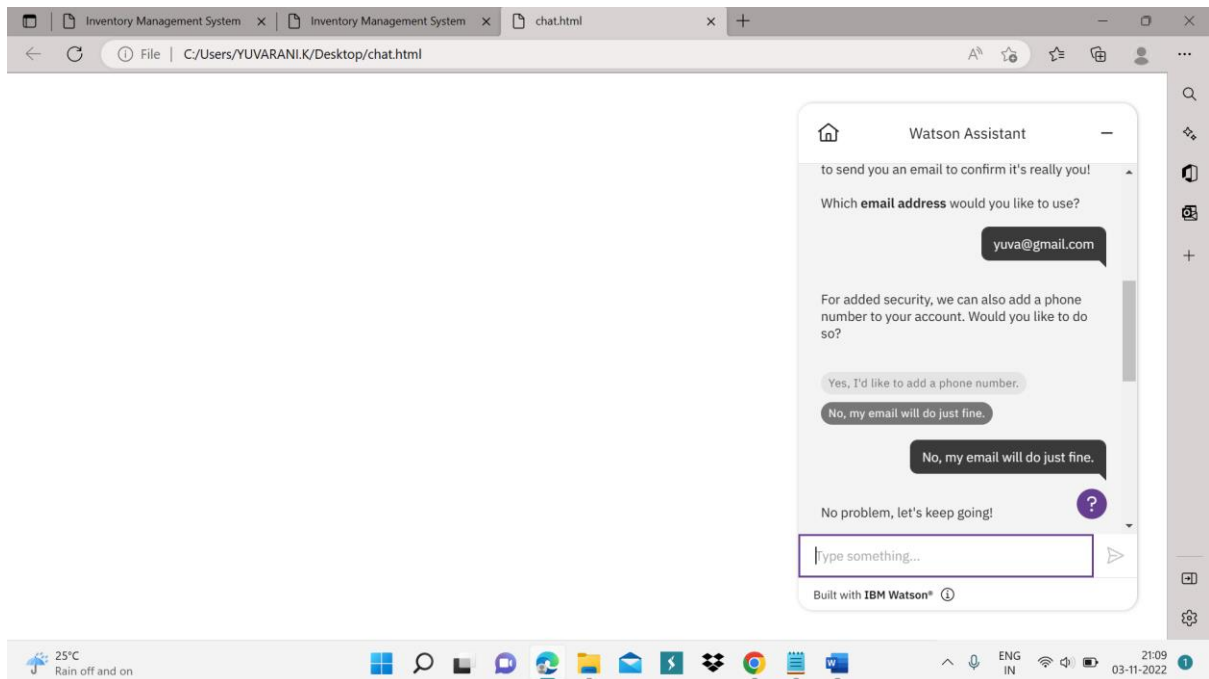 Inventory Management System
Inventory Management System
chat.html
File | C:/Users/YUVARANI.K/Desktop/chat.html
Watson Assistant
to send you an email to confirm it's really you!
Which email address would you like to use?
yuva@gmail.com
For added security, we can also add a phone
number to your account. Would you like to do
so?
Yes, I'd like to add a phone number.
No, my email will do just fine.
No, my email will do just fine.
No problem, let's keep going!
?
Type something...
Built with IBM Watson®
25°C
Rain off and on
ENG
IN
21:09
03-11-2022
1